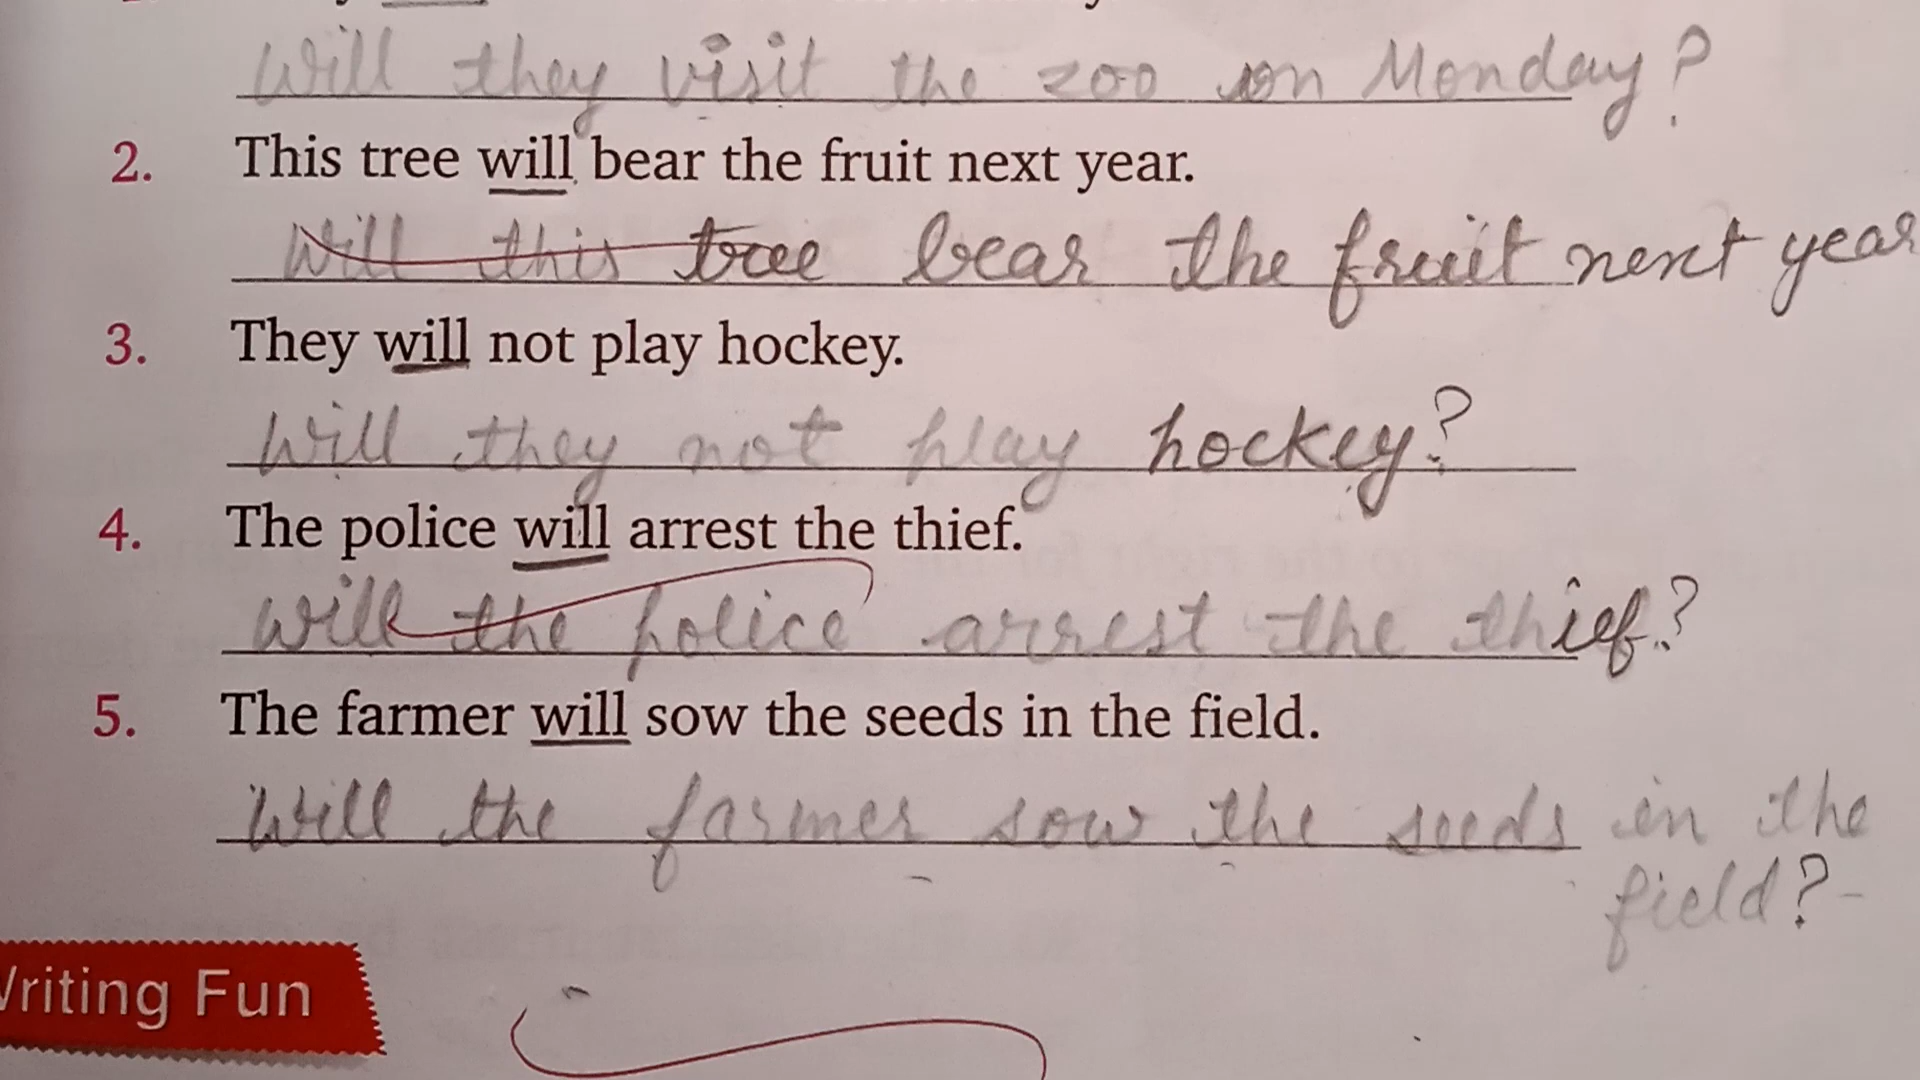 Will they visit the zoo on Monday?
2. This tree will bear the fruit next year.
Will this tree bear the fruit next year
3. They will not play hockey.
Will they not play hockey?
4. The police will arrest the thief.
Will the police arrest the thief?
5. The farmer will sow the seeds in the field.
Will the farmer sow the seeds in the
field?
Writing Fun